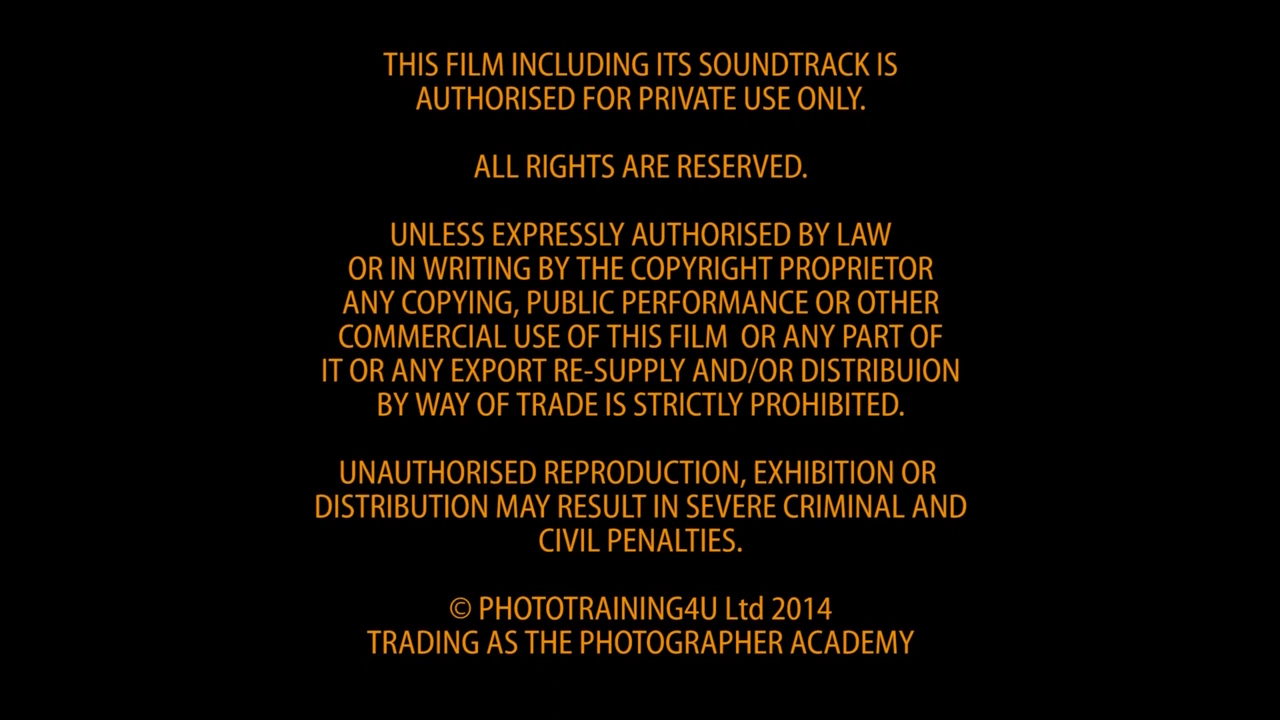 THIS FILM INCLUDING ITS SOUNDTRACK IS
AUTHORISED FOR PRIVATE USE ONLY.
ALL RIGHTS ARE RESERVED.
UNLESS EXPRESSLY AUTHORISED BY LAW
OR IN WRITING BY THE COPYRIGHT PROPRIETOR
ANY COPYING, PUBLIC PERFORMANCE OR OTHER
COMMERCIAL USE OF THIS FILM  OR ANY PART OF
IT OR ANY EXPORT RE-SUPPLY AND/OR DISTRIBUION
BY WAY OF TRADE IS STRICTLY PROHIBITED.
UNAUTHORISED REPRODUCTION, EXHIBITION OR
DISTRIBUTION MAY RESULT IN SEVERE CRIMINAL AND
CIVIL PENALTIES.
© PHOTOTRAINING4U Ltd 2014
TRADING AS THE PHOTOGRAPHER ACADEMY